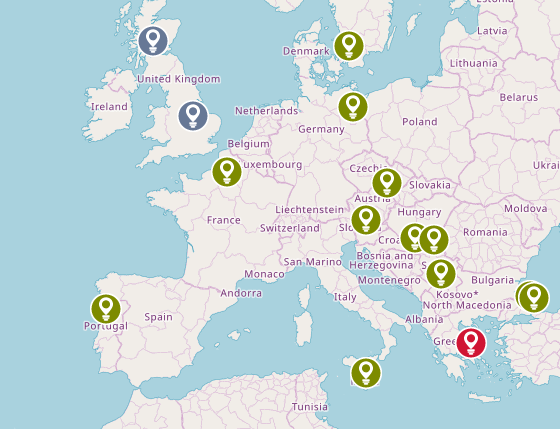 Estonia
Latvia
Denmark
Lithuania
United Kingdom
Ireland
Belarus
Netherlands
Germany
Poland
Belgium
Luxembourg
Czechia
Ukrai
Slovakia
Austria
Moldova
Liechtenstein
Hungary
France
Switzerland
Slo
Croa
Romania
San Marino
Bosnia and
Herzegovina
S
Monaco
Montenegro
Bulgaria
Andorra
Italy
Kosovo*
North Macedonia
Portugal
Spain
Albania
Gree
Tunisia